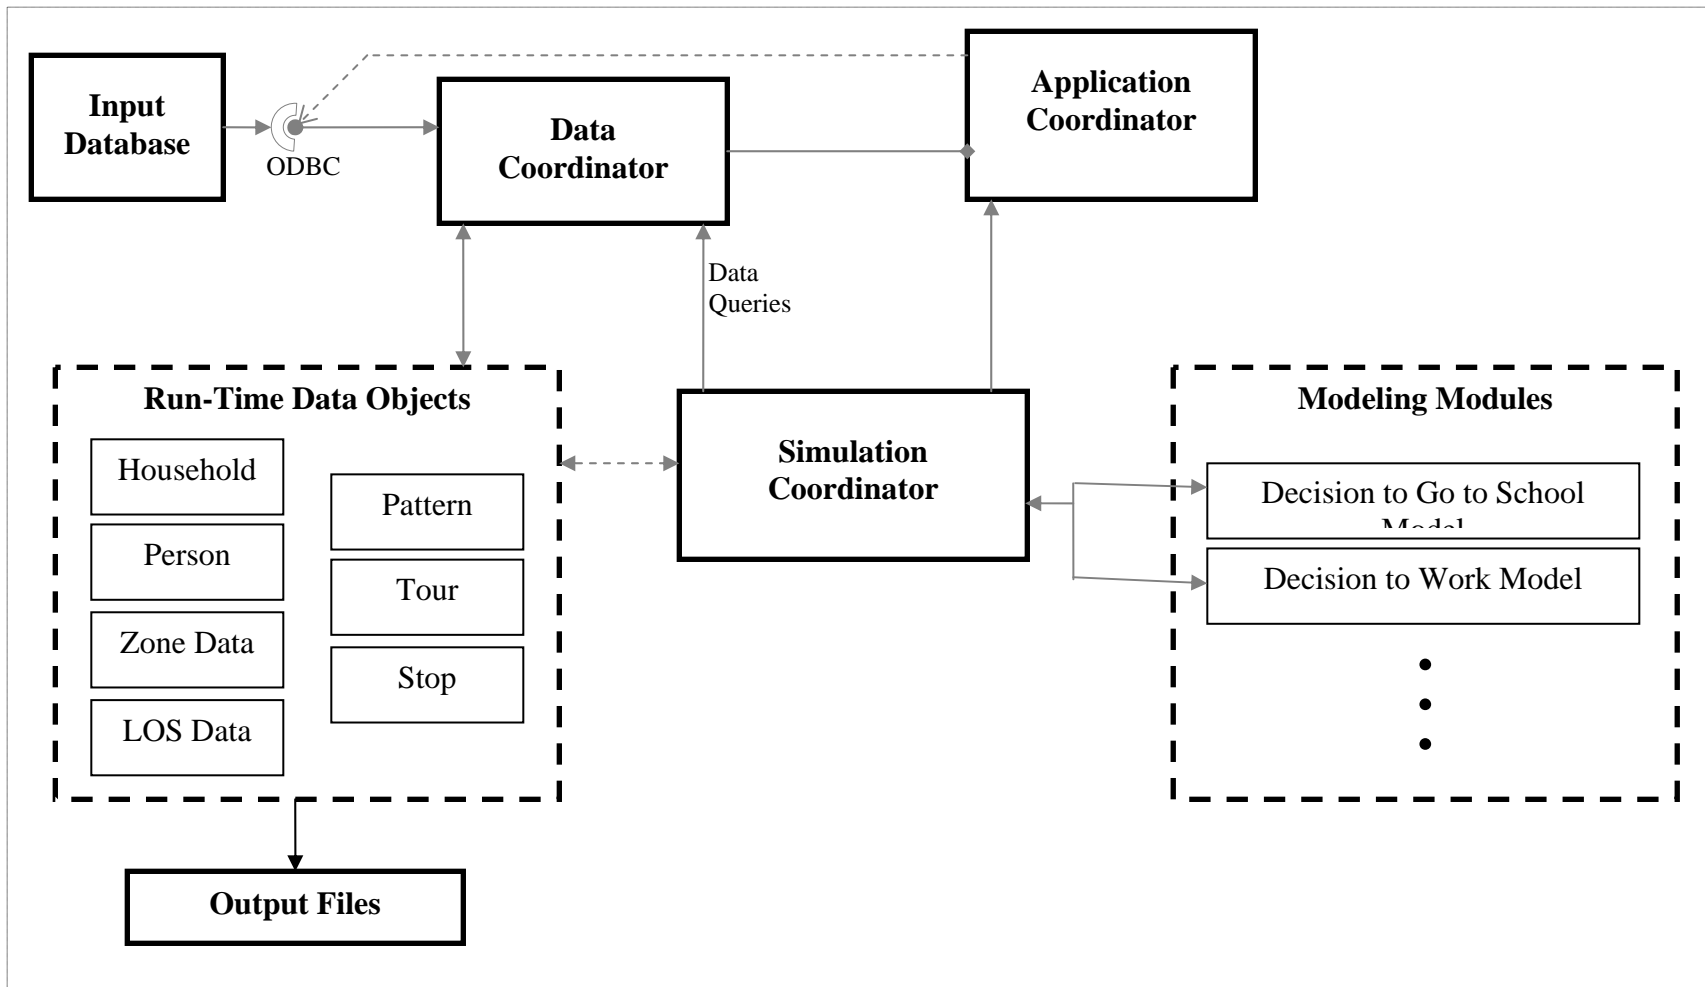 Input
Database
ODBC
Data
Coordinator
Application
Coordinator
Data
Queries
Run-Time Data Objects
Household
Person
Zone Data
LOS Data
Pattern
Tour
Stop
Simulation
Coordinator
Modeling Modules
Decision to Go to School
Model
Decision to Work Model
Output Files